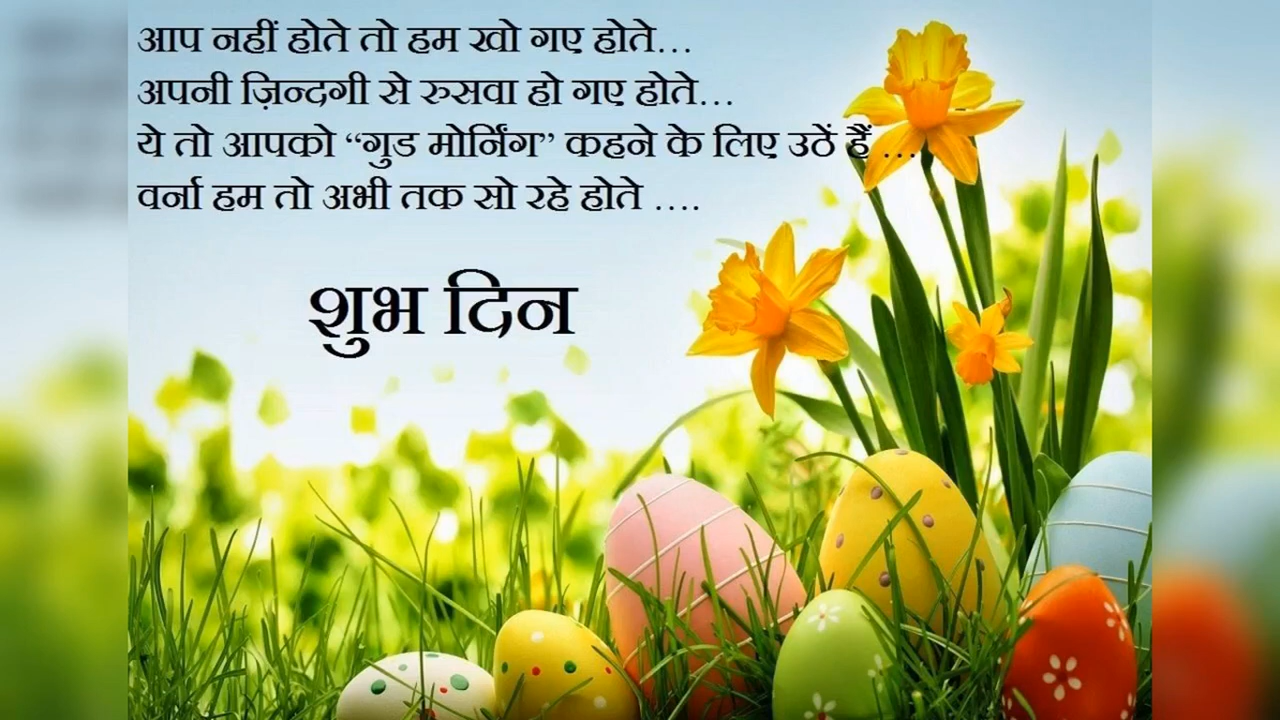 आप नहीं होते तो हम खो गए होते...
अपनी ज़िन्दगी से रुसवा हो गए होते...
ये तो आपको “गुड मोर्निंग” कहने के लिए उठें हैं ...
वर्ना हम तो अभी तक सो रहे होते ....
शुभ दिन